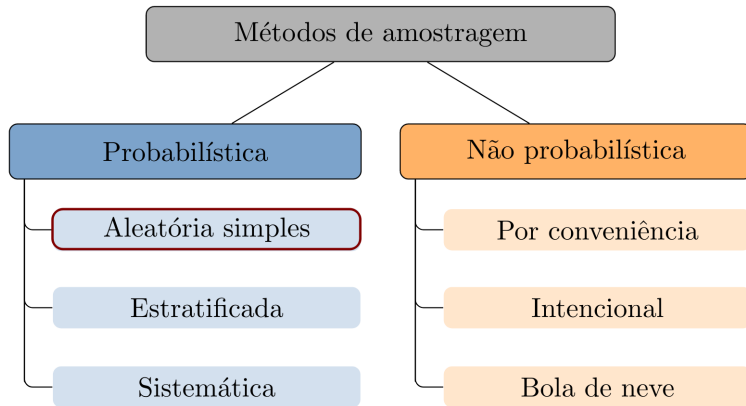 Métodos de amostragem
Probabilística
Não probabilística
Aleatória simples
Por conveniência
Estratificada
Intencional
Sistemática
Bola de neve